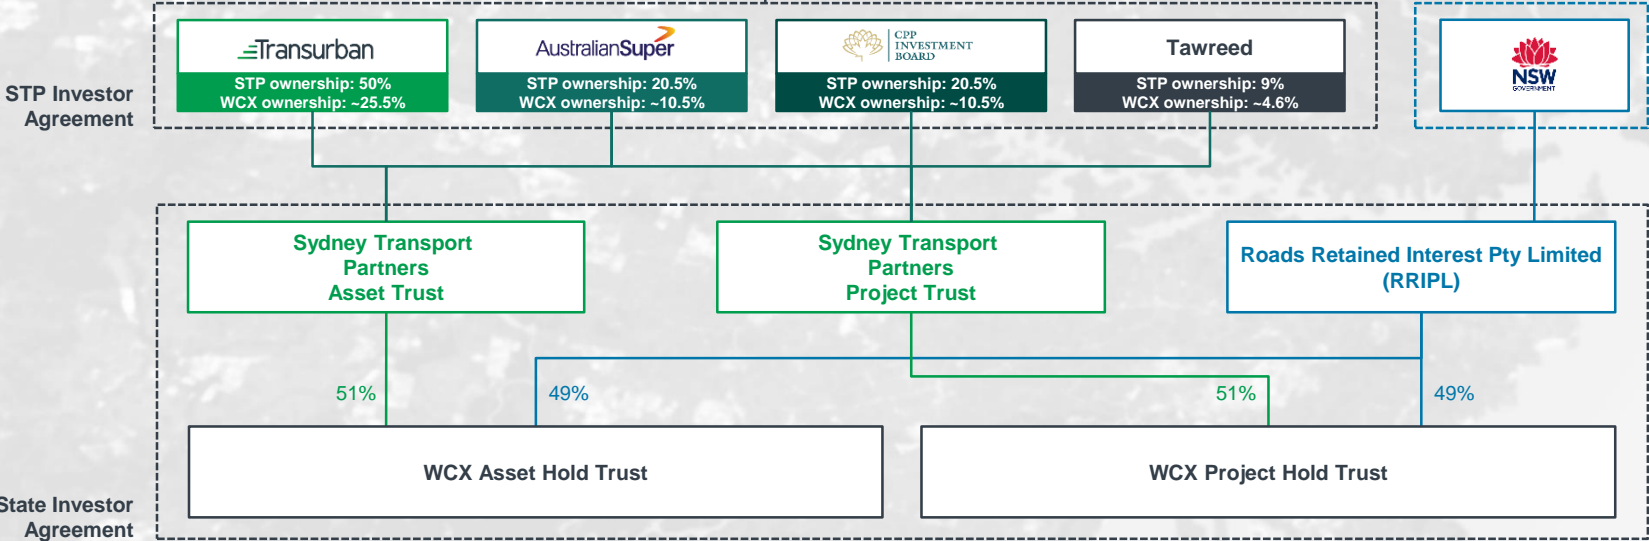 Transurban
AustralianSuper
CPP
INVESTMENT
BOARD
Tawreed
NSW
GOVERNMENT
STP ownership: 50%
WCX ownership: ~25.5%
STP ownership: 20.5%
WCX ownership: ~10.5%
STP ownership: 20.5%
WCX ownership: ~10.5%
STP ownership: 9%
WCX ownership: ~4.6%
STP Investor
Agreement
Sydney Transport
Partners
Asset Trust
Sydney Transport
Partners
Project Trust
Roads Retained Interest Pty Limited
(RRIPL)
51%
49%
51%
49%
WCX Asset Hold Trust
WCX Project Hold Trust
State Investor
Agreement